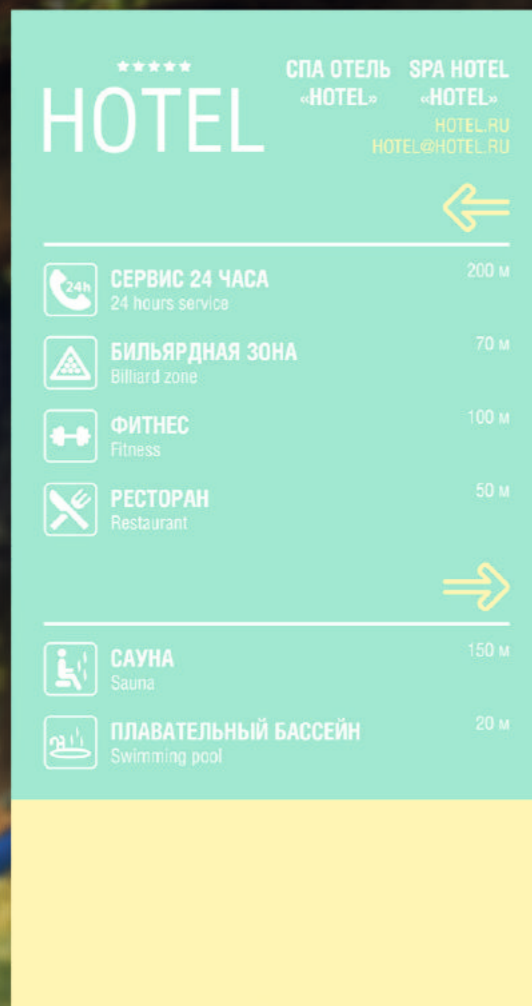 ★★★★★
HOTEL
СПА ОТЕЛЬ
«HOTEL»
SPA HOTEL
«HOTEL»
HOTEL.RU
HOTEL@HOTEL.RU
24h
СЕРВИС 24 ЧАСА
24 hours service
200 м
БИЛЬЯРДНАЯ ЗОНА
Billiard zone
70 м
ФИТНЕС
Fitness
100 м
РЕСТОРАН
Restaurant
50 м
САУНА
Sauna
150 м
ПЛАВАТЕЛЬНЫЙ БАССЕЙН
Swimming pool
20 м